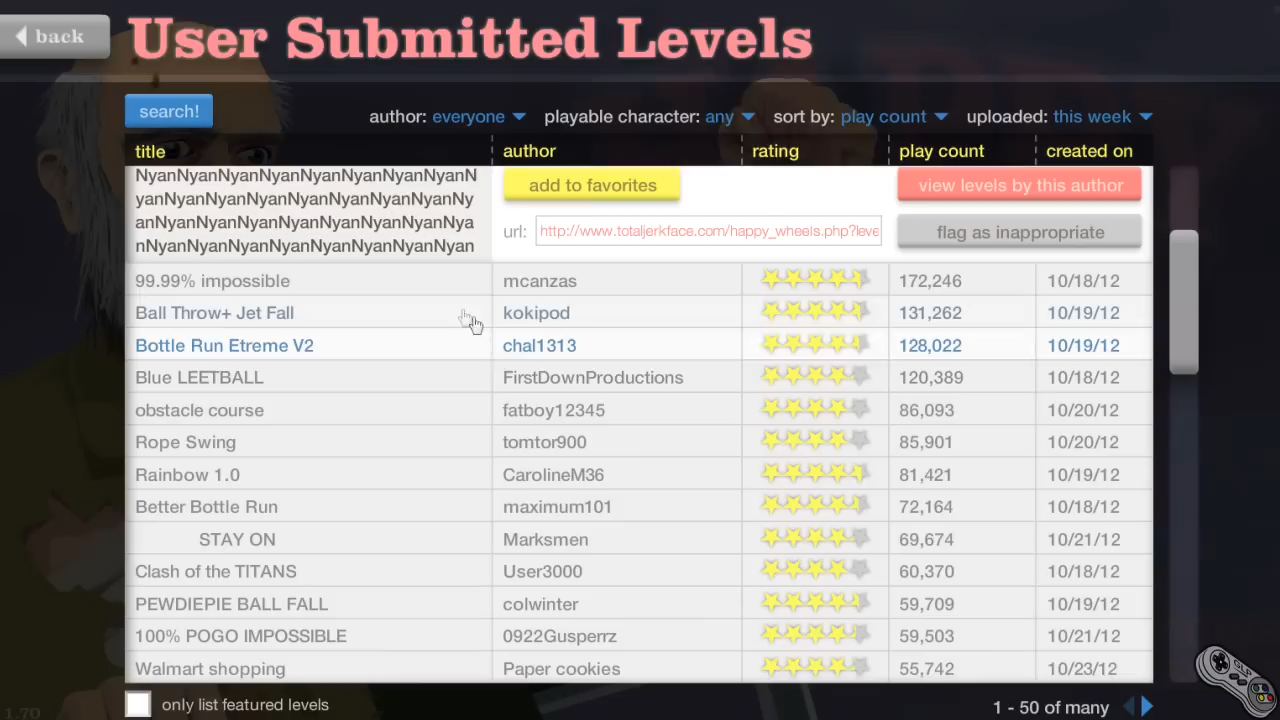 back
User Submitted Levels
search!
author: everyone
playable character: any
sort by: play count
uploaded: this week
title
author
rating
play count
created on
NyanNyanNyanNyanNyanNyanNyanNyanN
yanNyanNyanNyanNyanNyanNyanNyanNy
anNyanNyanNyanNyanNyanNyanNyanNya
nNyanNyanNyanNyanNyanNyanNyanNyan
add to favorites
view levels by this author
url: http://www.totaljerkface.com/happy_wheels.php?leve
flag as inappropriate
99.99% impossible mcanzas 172,246 10/18/12
Ball Throw+ Jet Fall kokipod 131,262 10/19/12
Bottle Run Etreme V2 chal1313 128,022 10/19/12
Blue LEETBALL FirstDownProductions 120,389 10/18/12
obstacle course fatboy12345 86,093 10/20/12
Rope Swing tomtor900 85,901 10/20/12
Rainbow 1.0 CarolineM36 81,421 10/19/12
Better Bottle Run maximum101 72,164 10/19/12
STAY ON Marksmen 69,674 10/21/12
Clash of the TITANS User3000 60,370 10/18/12
PEWDIEPIE BALL FALL colwinter 59,709 10/19/12
100% POGO IMPOSSIBLE 0922Gusperrz 59,503 10/21/12
Walmart shopping Paper cookies 55,742 10/23/12
only list featured levels
1 - 50 of many
1.70